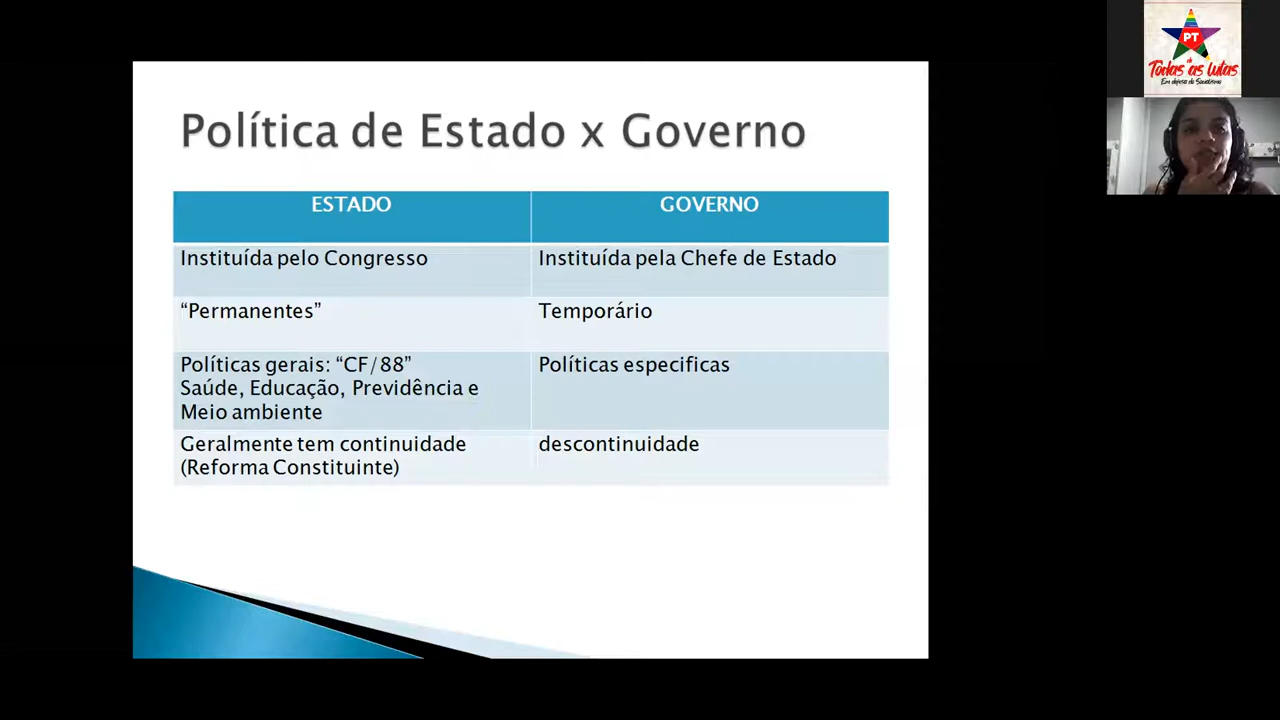 Política de Estado x Governo
ESTADO
GOVERNO
Instituída pelo Congresso
Instituída pela Chefe de Estado
“Permanentes”
Temporário
Políticas gerais: “CF/88”
Saúde, Educação, Previdência e
Meio ambiente
Políticas especificas
Geralmente tem continuidade
(Reforma Constituinte)
descontinuidade
PT
de
Todas as lutas
Em defesa do Socialismo